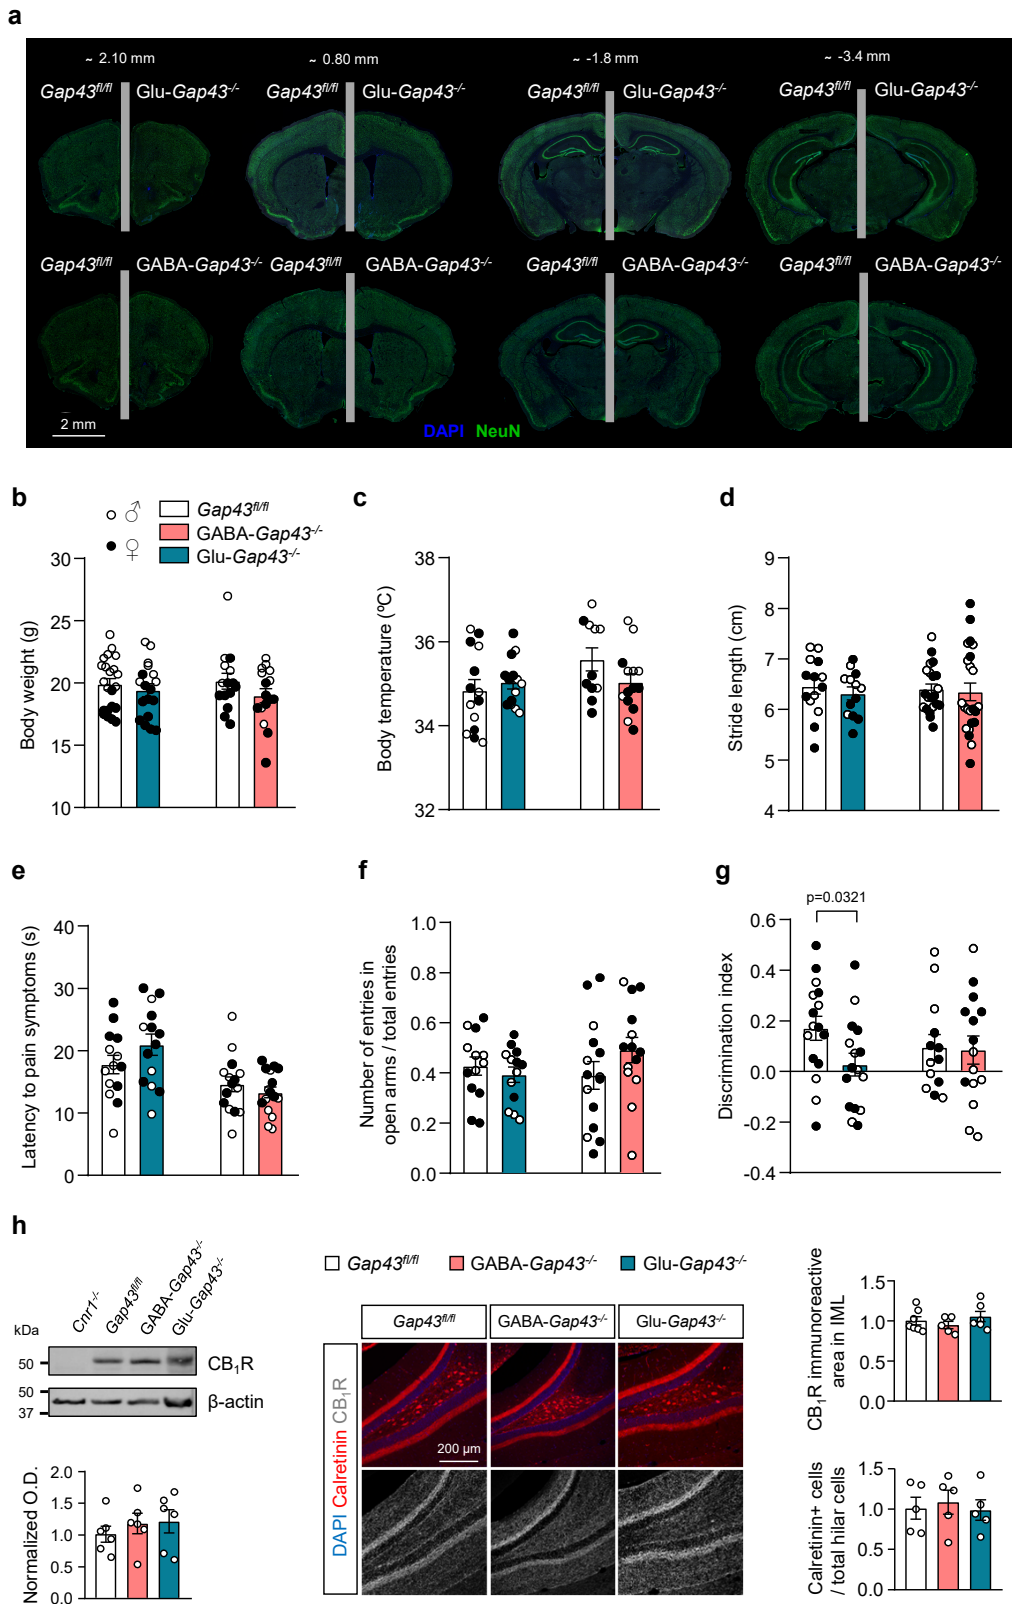 a
~ 2.10 mm
~ 0.80 mm
~ -1.8 mm
~ -3.4 mm
Gap43fl/fl Glu-Gap43-/-
Gap43fl/fl Glu-Gap43-/-
Gap43fl/fl Glu-Gap43-/-
Gap43fl/fl Glu-Gap43-/-
Gap43fl/fl GABA-Gap43-/-
Gap43fl/fl GABA-Gap43-/-
Gap43fl/fl GABA-Gap43-/-
Gap43fl/fl GABA-Gap43-/-
2 mm
DAPI NeuN
b
♂
♀
Gap43fl/fl
GABA-Gap43-/-
Glu-Gap43-/-
Body weight (g)
30
25
20
15
10
c
Body temperature (ºC)
38
36
34
32
d
Stride length (cm)
9
8
7
6
5
4
e
Latency to pain symptoms (s)
40
30
20
10
0
f
Number of entries in
open arms / total entries
1.0
0.8
0.6
0.4
0.2
0.0
g
p=0.0321
Discrimination index
0.6
0.4
0.2
0.0
-0.2
-0.4
h
Cnr1-/-
Gap43fl/fl
GABA-Gap43-/-
Glu-Gap43-/-
kDa
50
CB1R
50
37
β-actin
Normalized O.D.
2.0
1.5
1.0
0.5
0.0
Gap43fl/fl
GABA-Gap43-/-
Glu-Gap43-/-
Gap43fl/fl
GABA-Gap43-/-
Glu-Gap43-/-
DAPI Calretinin CB1R
200 µm
CB1R immunoreactive
area in IML
1.5
1.0
0.5
0.0
Calretinin+ cells
/ total hilar cells
1.5
1.0
0.5
0.0